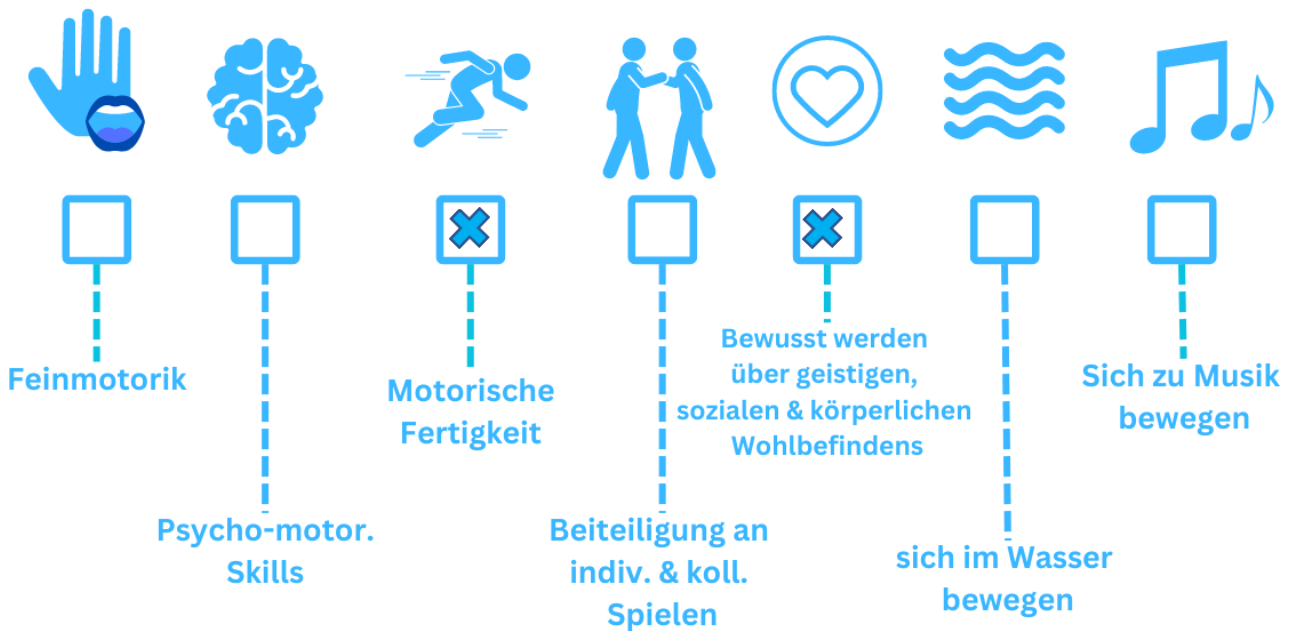 Feinmotorik
Psycho-motor.
Skills
Motorische
Fertigkeit
Beiteiligung an
indiv. & koll.
Spielen
Bewusst werden
über geistigen,
sozialen & körperlichen
Wohlbefindens
sich im Wasser
bewegen
Sich zu Musik
bewegen